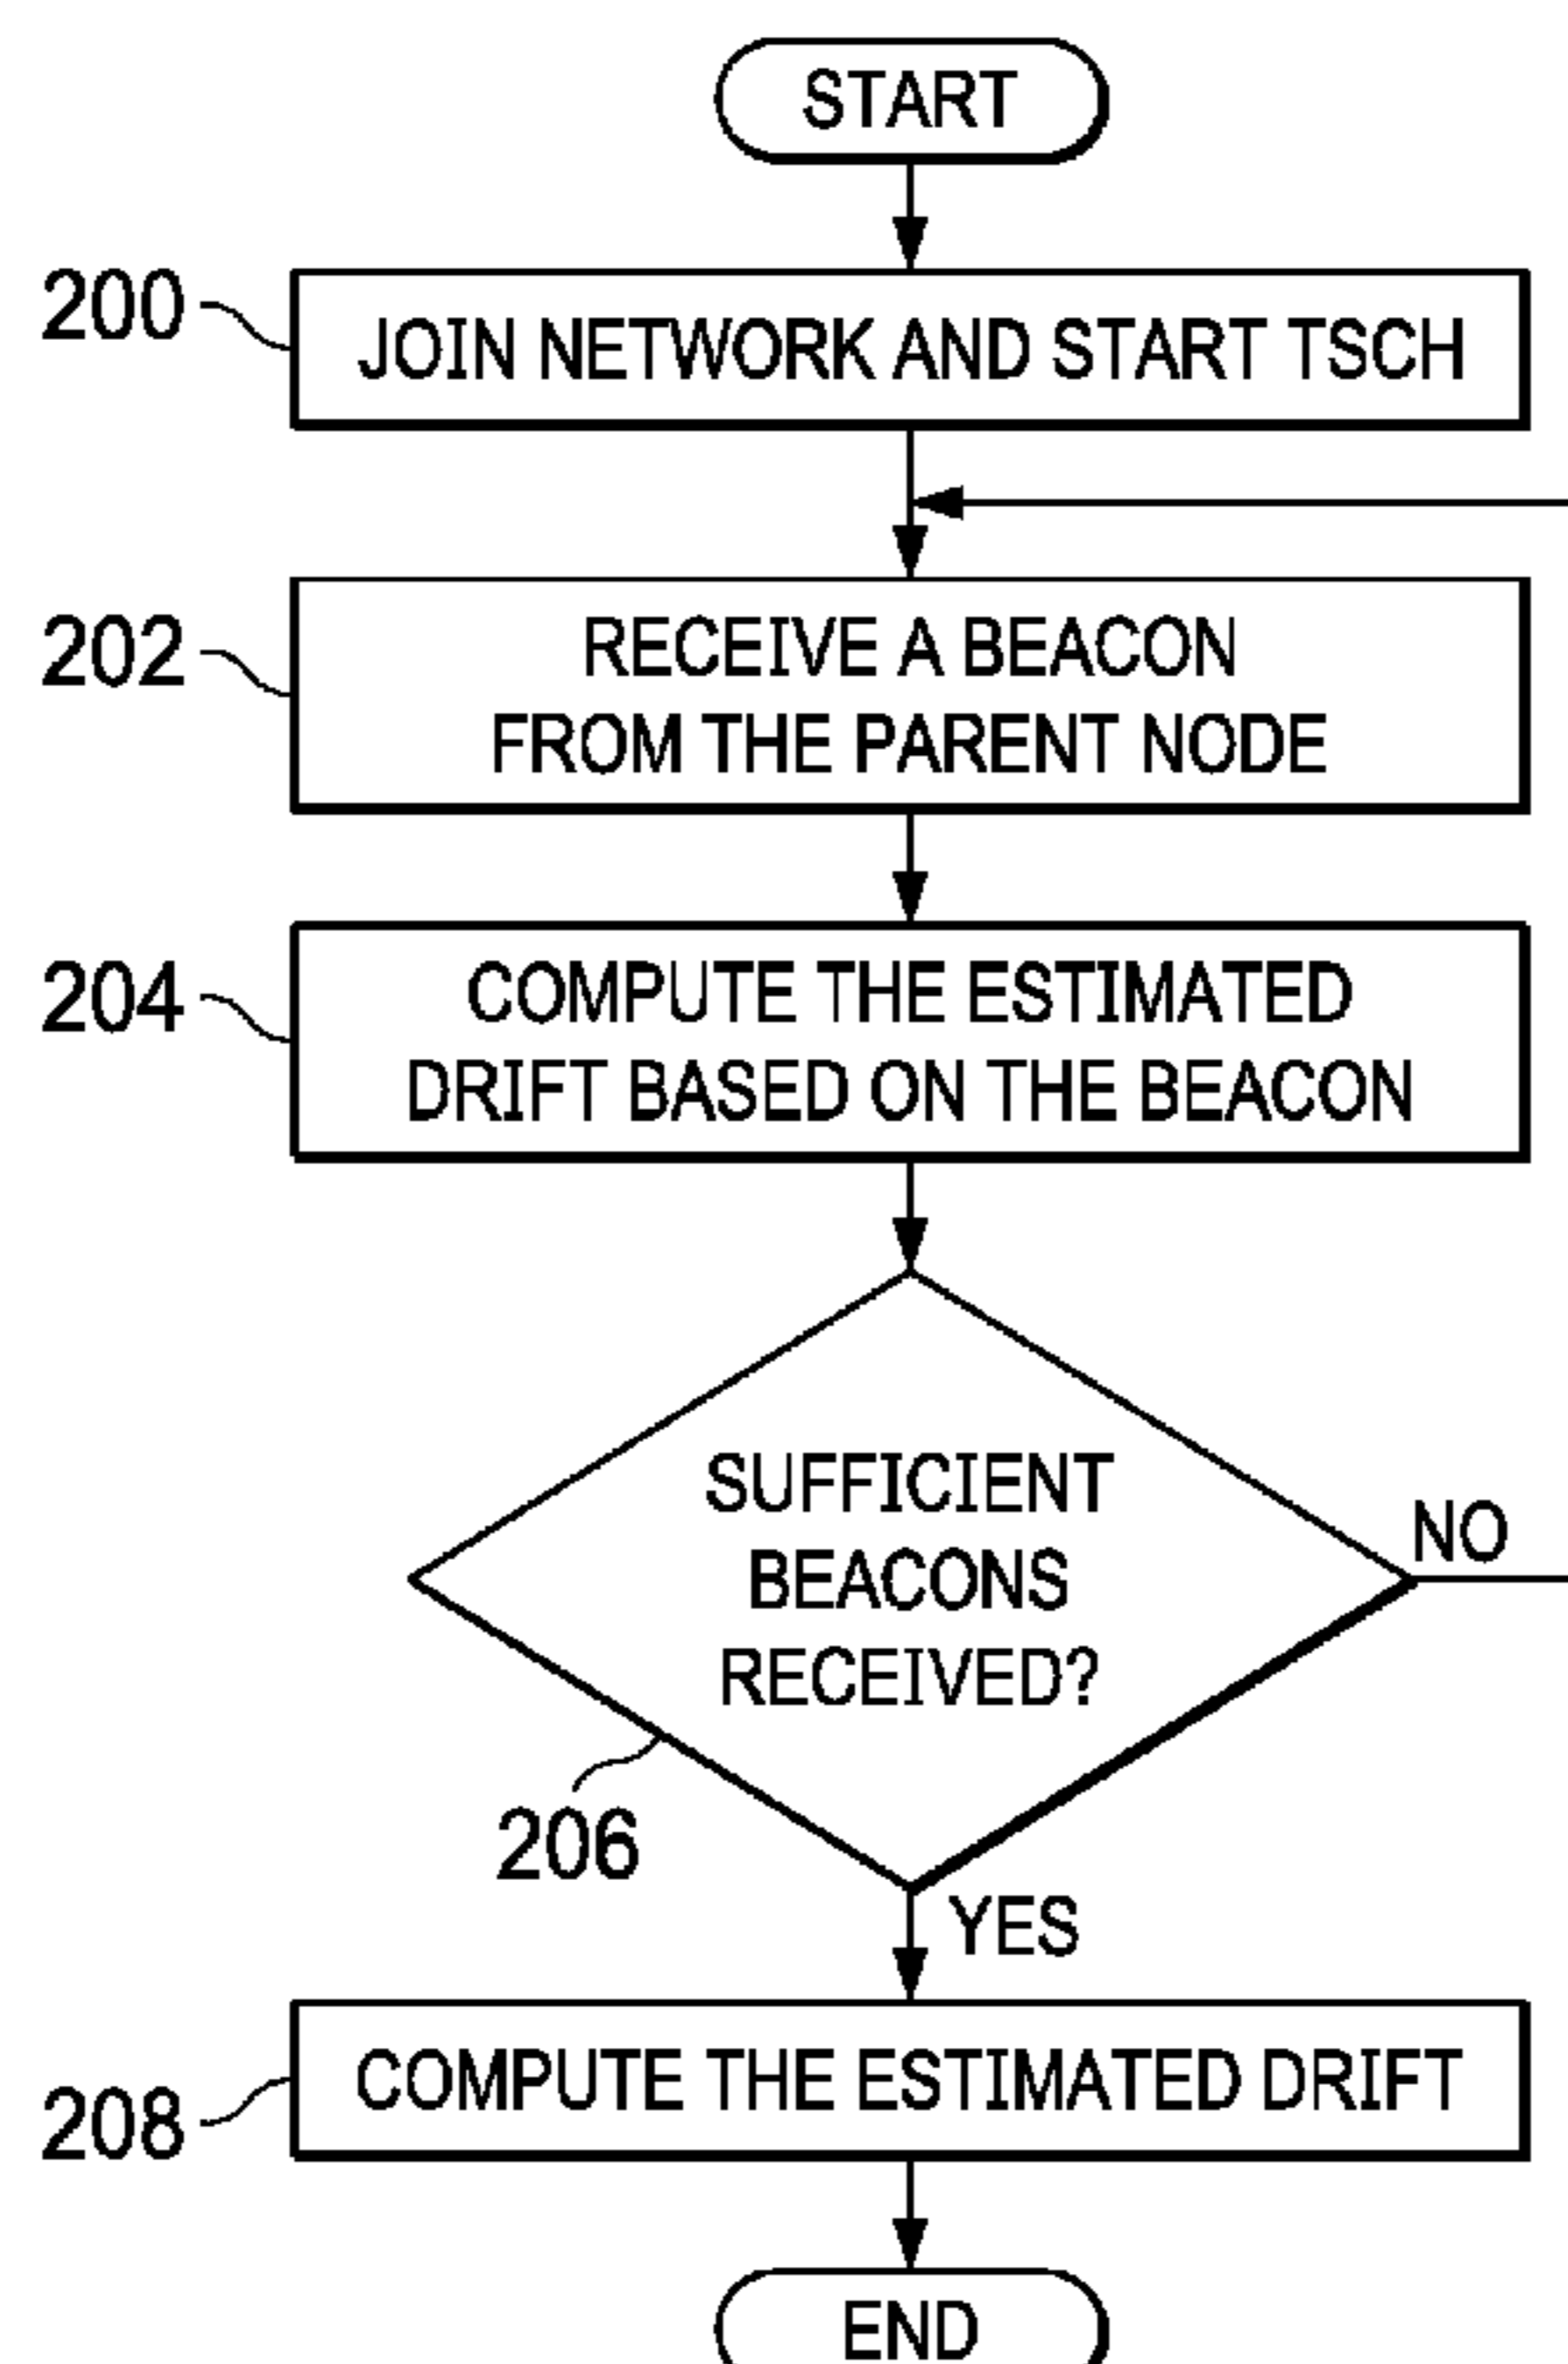 START
200
JOIN NETWORK AND START TSCH
202
RECEIVE A BEACON
FROM THE PARENT NODE
204
COMPUTE THE ESTIMATED
DRIFT BASED ON THE BEACON
SUFFICIENT
BEACONS
RECEIVED?
NO
206
YES
208
COMPUTE THE ESTIMATED DRIFT
END